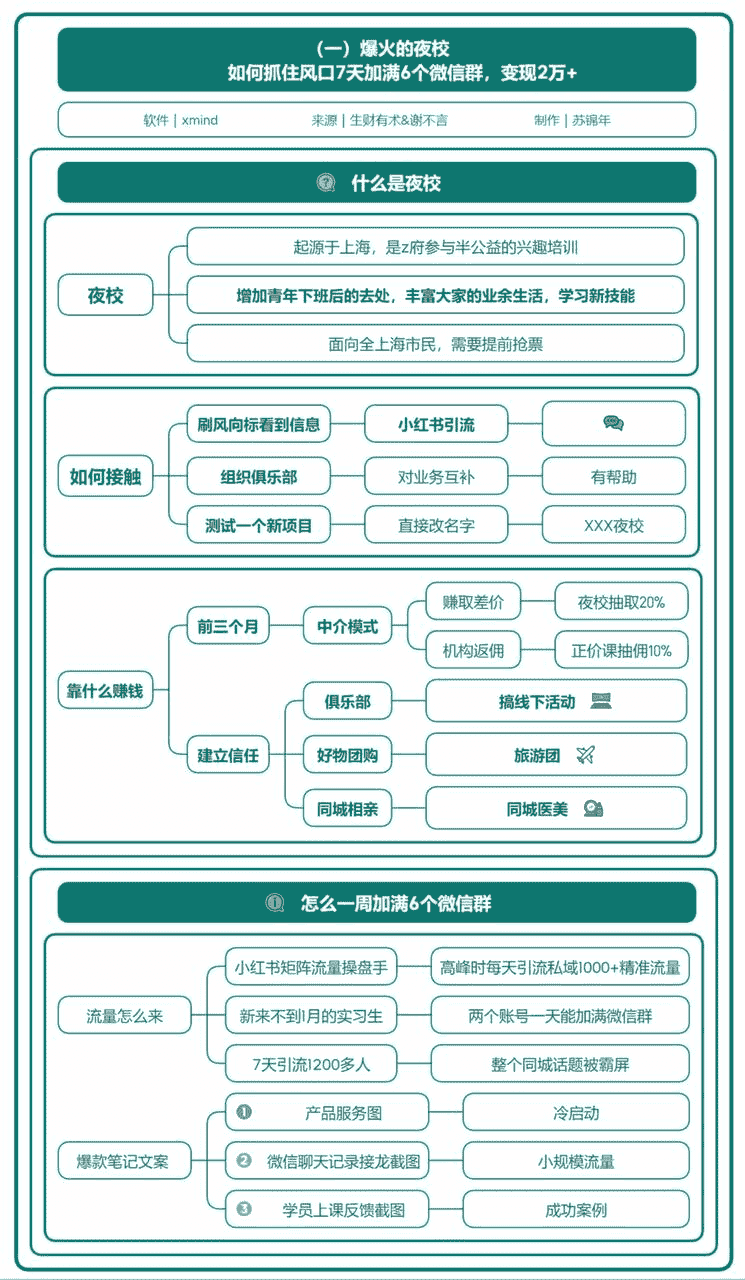 （一）爆火的夜校
如何抓住风口7天加满6个微信群，变现2万+
软件｜xmind
来源｜生财有术&谢不言
制作｜苏锦年
什么是夜校
夜校
起源于上海，是z府参与半公益的兴趣培训
增加青年下班后的去处，丰富大家的业余生活，学习新技能
面向全上海市民，需要提前抢票
如何接触
刷风向标看到信息
小红书引流
组织俱乐部
对业务互补
有帮助
测试一个新项目
直接改名字
XXX夜校
靠什么赚钱
前三个月
中介模式
赚取差价
夜校抽取20%
机构返佣
正价课抽佣10%
建立信任
俱乐部
搞线下活动
好物团购
旅游团
同城相亲
同城医美
怎么一周加满6个微信群
流量怎么来
小红书矩阵流量操盘手
高峰时每天引流私域1000+精准流量
新来不到1月的实习生
两个账号一天能加满微信群
7天引流1200多人
整个同城话题被霸屏
爆款笔记文案
1 产品服务图
冷启动
2 微信聊天记录接龙截图
小规模流量
3 学员上课反馈截图
成功案例